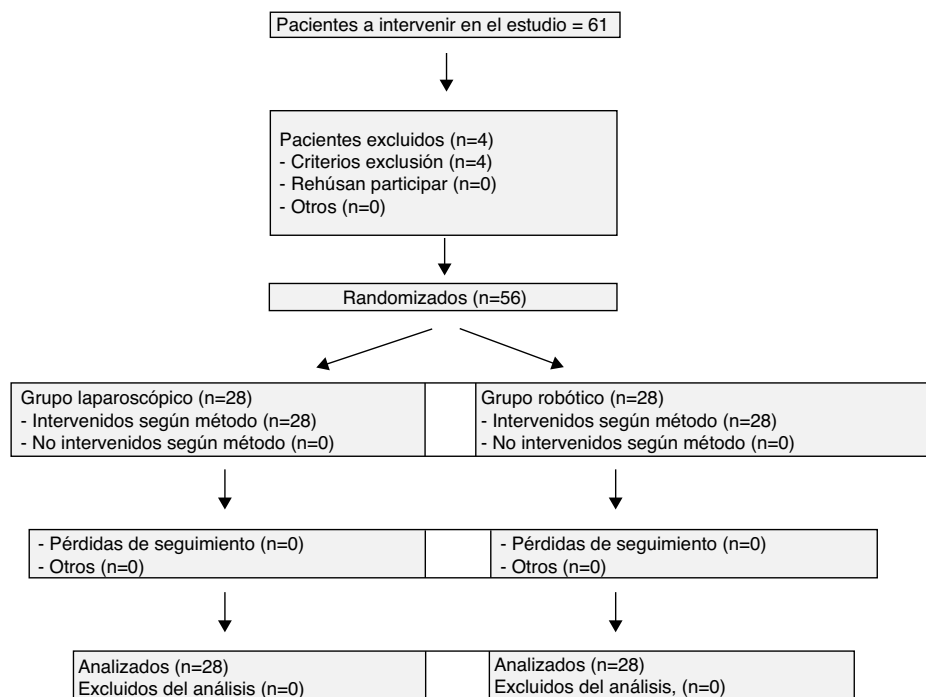 Pacientes a intervenir en el estudio = 61
Pacientes excluidos (n=4)
- Criterios exclusión (n=4)
- Rehúsan participar (n=0)
- Otros (n=0)
Randomizados (n=56)
Grupo laparoscópico (n=28)
- Intervenidos según método (n=28)
- No intervenidos según método (n=0)
Grupo robótico (n=28)
- Intervenidos según método (n=28)
- No intervenidos según método (n=0)
- Pérdidas de seguimiento (n=0)
- Otros (n=0)
- Pérdidas de seguimiento (n=0)
- Otros (n=0)
Analizados (n=28)
Excluidos del análisis (n=0)
Analizados (n=28)
Excluidos del análisis, (n=0)